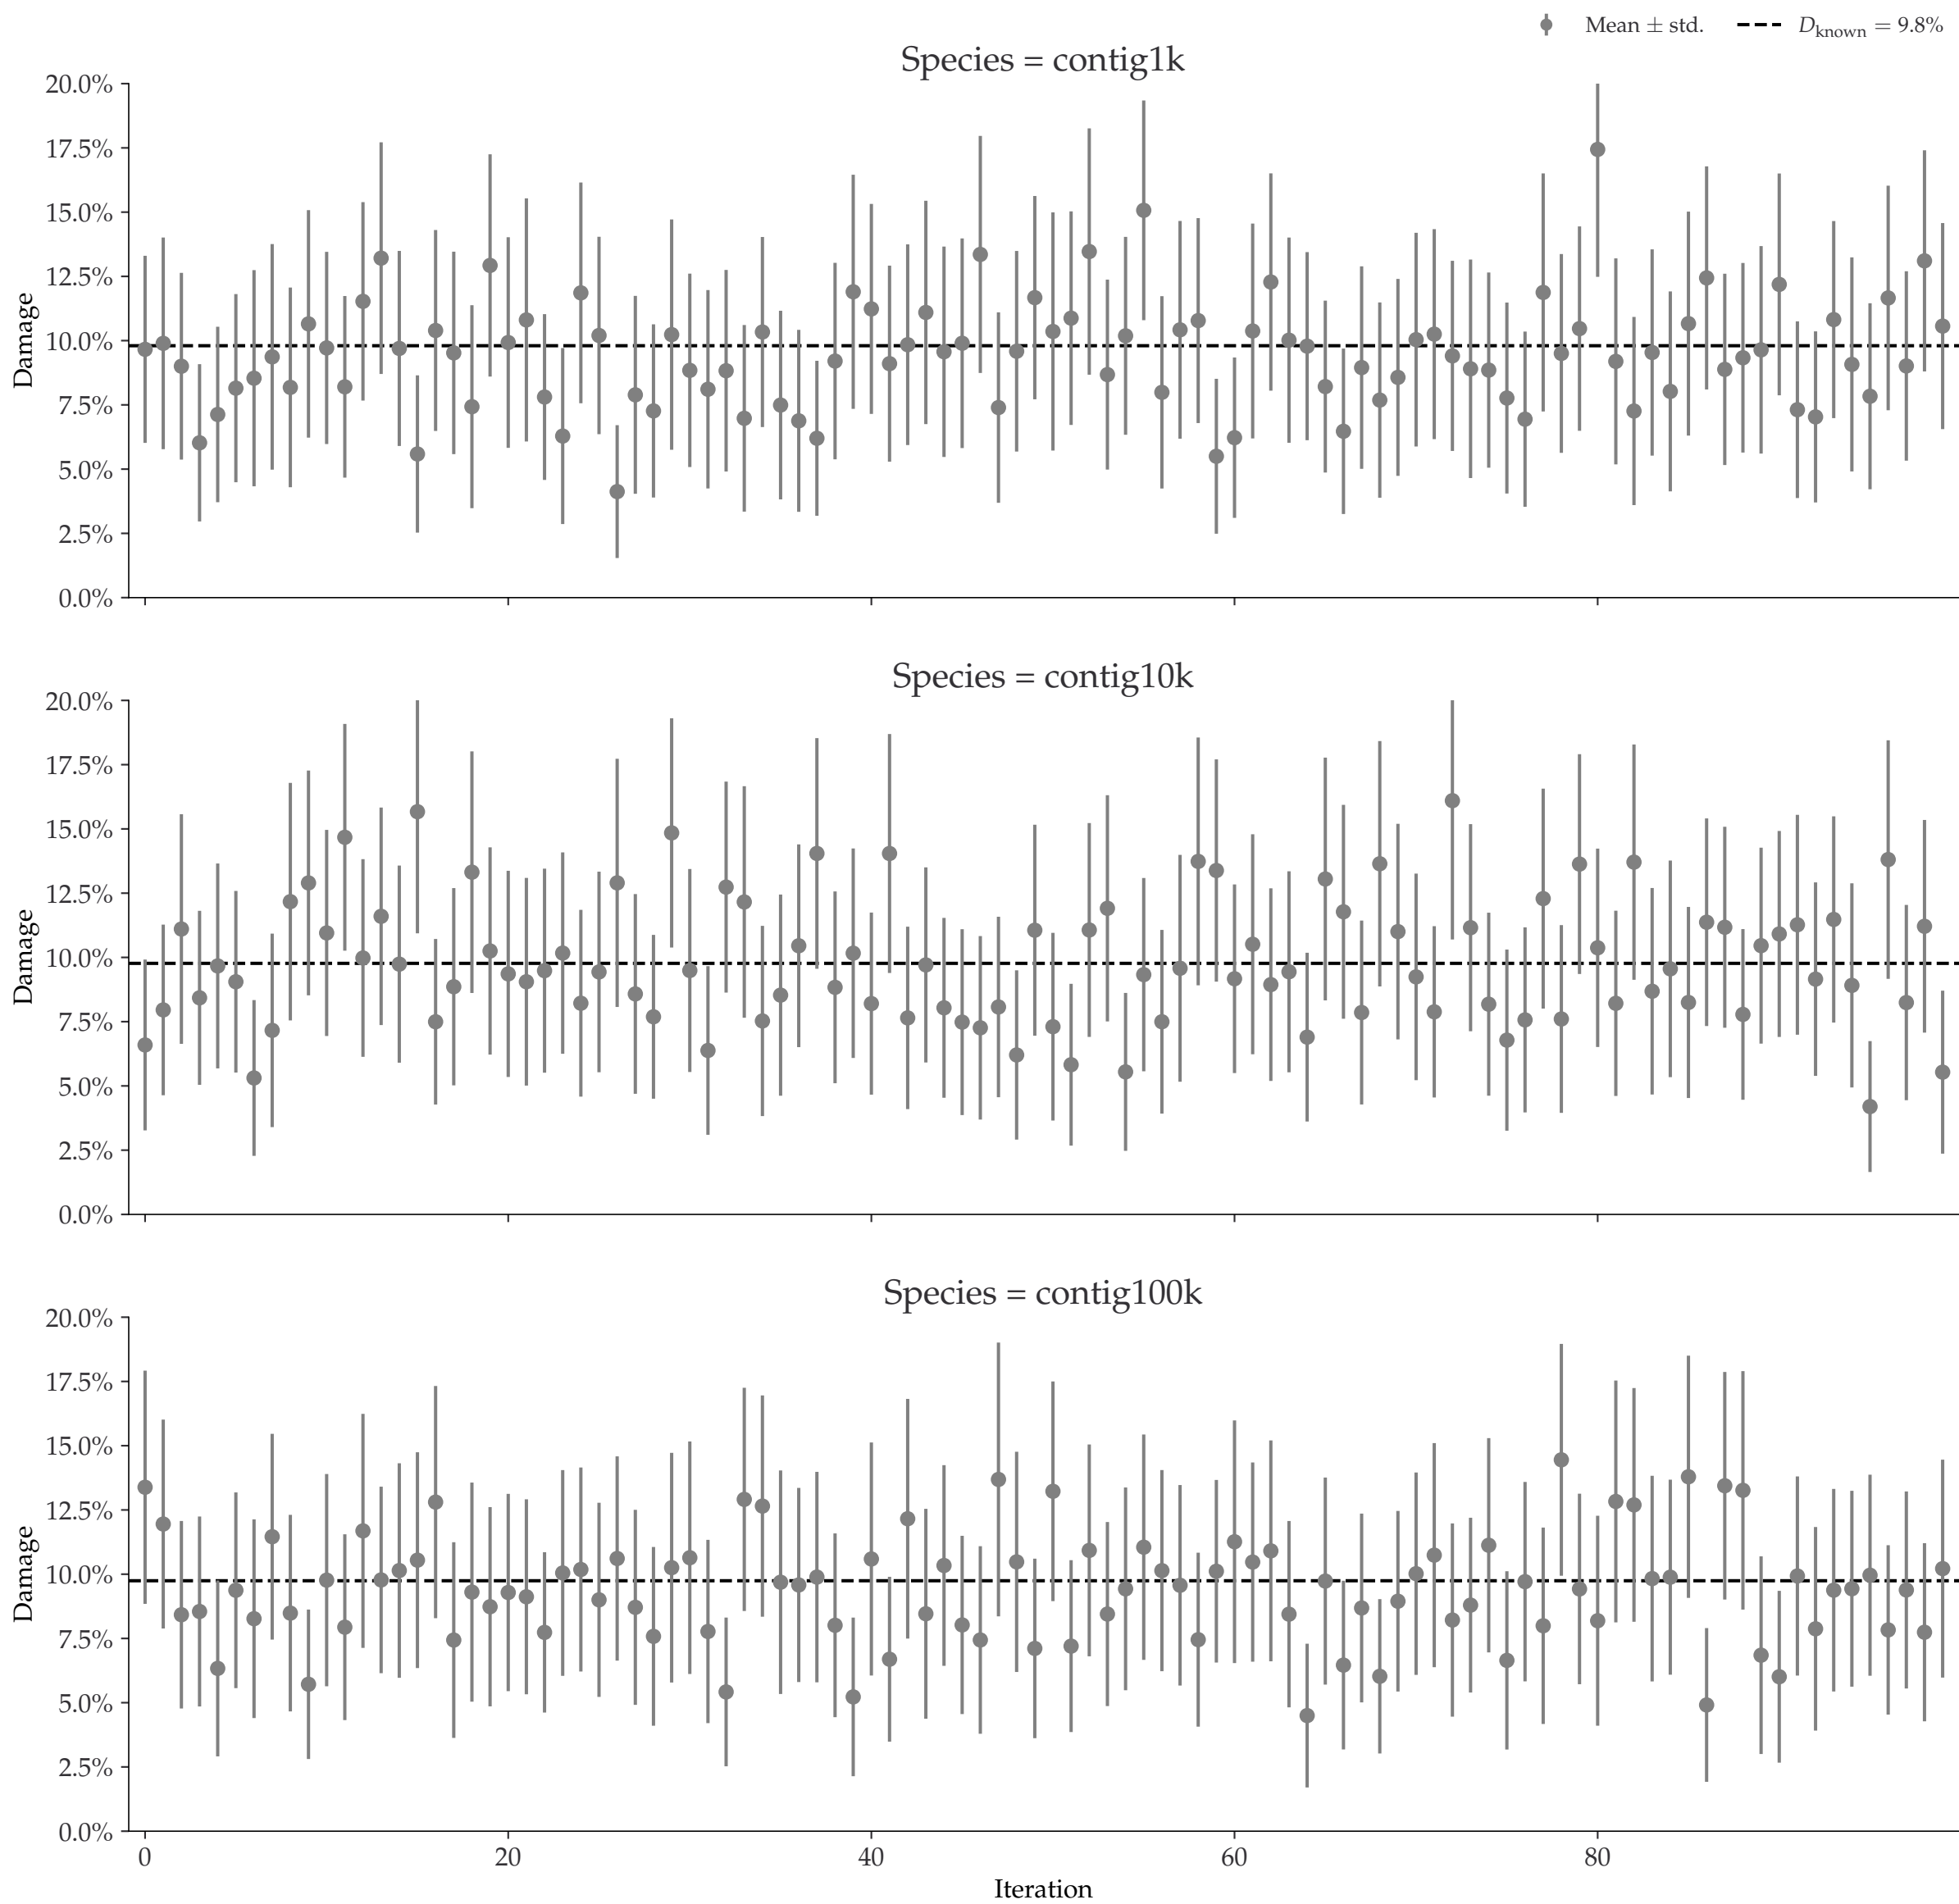 Mean ± std.
D_known = 9.8%
Species = contig1k
20.0%
17.5%
15.0%
12.5%
10.0%
7.5%
5.0%
2.5%
0.0%
Damage
Species = contig10k
20.0%
17.5%
15.0%
12.5%
10.0%
7.5%
5.0%
2.5%
0.0%
Damage
Species = contig100k
20.0%
17.5%
15.0%
12.5%
10.0%
7.5%
5.0%
2.5%
0.0%
Damage
0 20 40 60 80
Iteration